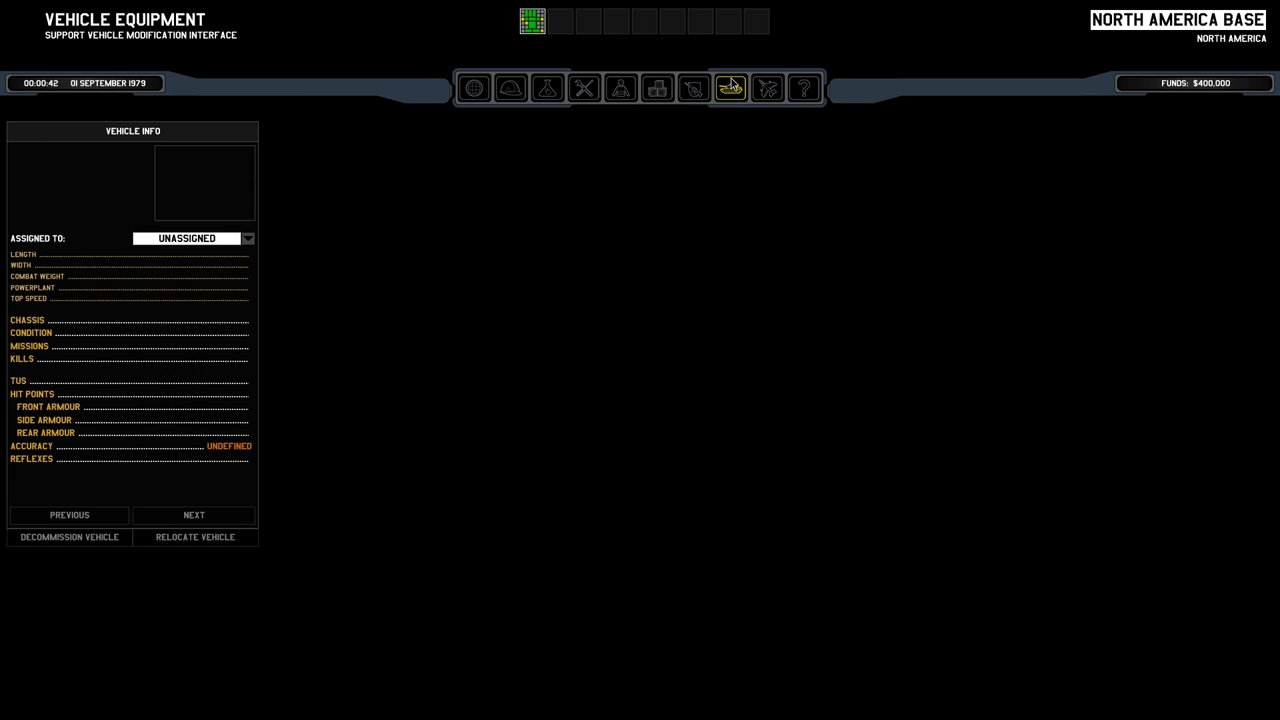 VEHICLE EQUIPMENT
SUPPORT VEHICLE MODIFICATION INTERFACE
NORTH AMERICA BASE
NORTH AMERICA
00:00:42 01 SEPTEMBER 1979
?
FUNDS: $400,000
VEHICLE INFO
ASSIGNED TO: UNASSIGNED
LENGTH
WIDTH
COMBAT WEIGHT
POWERPLANT
TOP SPEED
CHASSIS
CONDITION
MISSIONS
KILLS
TUS
HIT POINTS
FRONT ARMOUR
SIDE ARMOUR
REAR ARMOUR
ACCURACY UNDEFINED
REFLEXES
PREVIOUS NEXT
DECOMMISSION VEHICLE RELOCATE VEHICLE